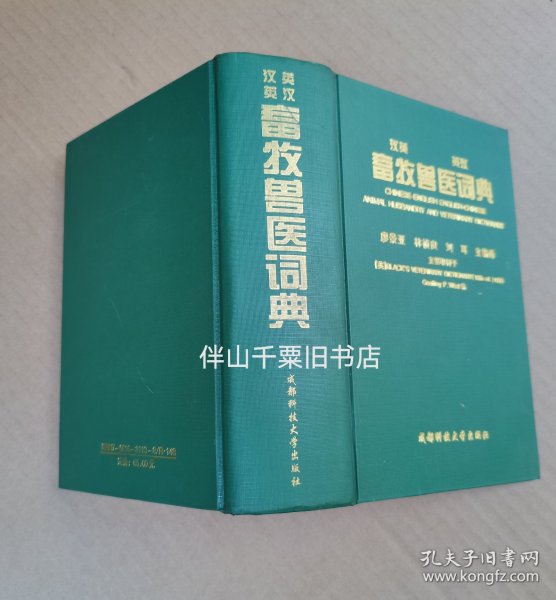 汉英 英汉
畜牧兽医词典
成都科技大学出版社
汉英 英汉
畜牧兽医词典
CHINESE-ENGLISH ENGLISH-CHINESE
ANIMAL HUSBANDRY AND VETERINARY DICTIONARY
主编
成都科技大学出版社
伴山千粟旧书店
孔夫子旧书网
www.kongfz.com